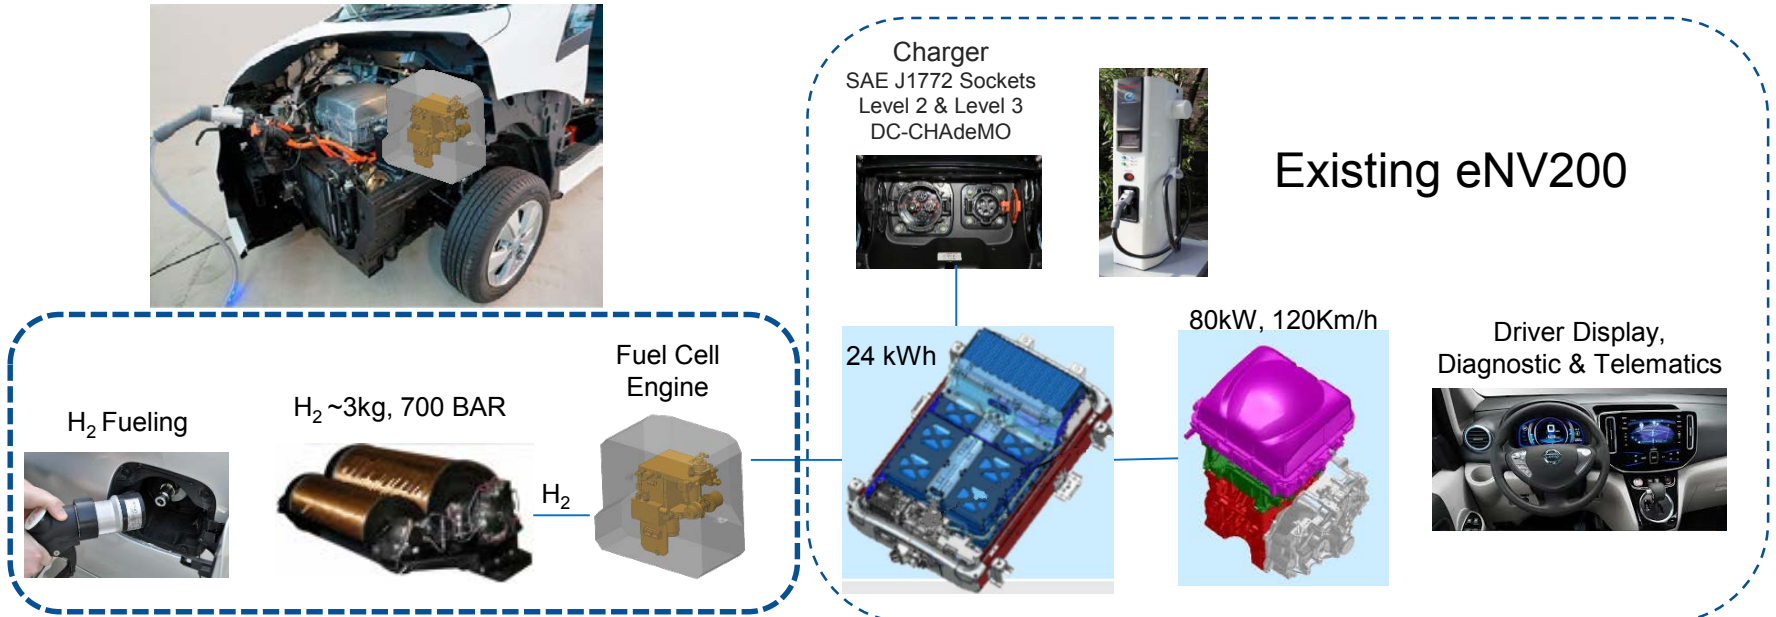 Charger
SAE J1772 Sockets
Level 2 & Level 3
DC-CHAdeMO
Existing eNV200
80kW, 120Km/h
24 kWh
Driver Display,
Diagnostic & Telematics
Fuel Cell
Engine
H₂ ~3kg, 700 BAR
H₂ Fueling
H₂